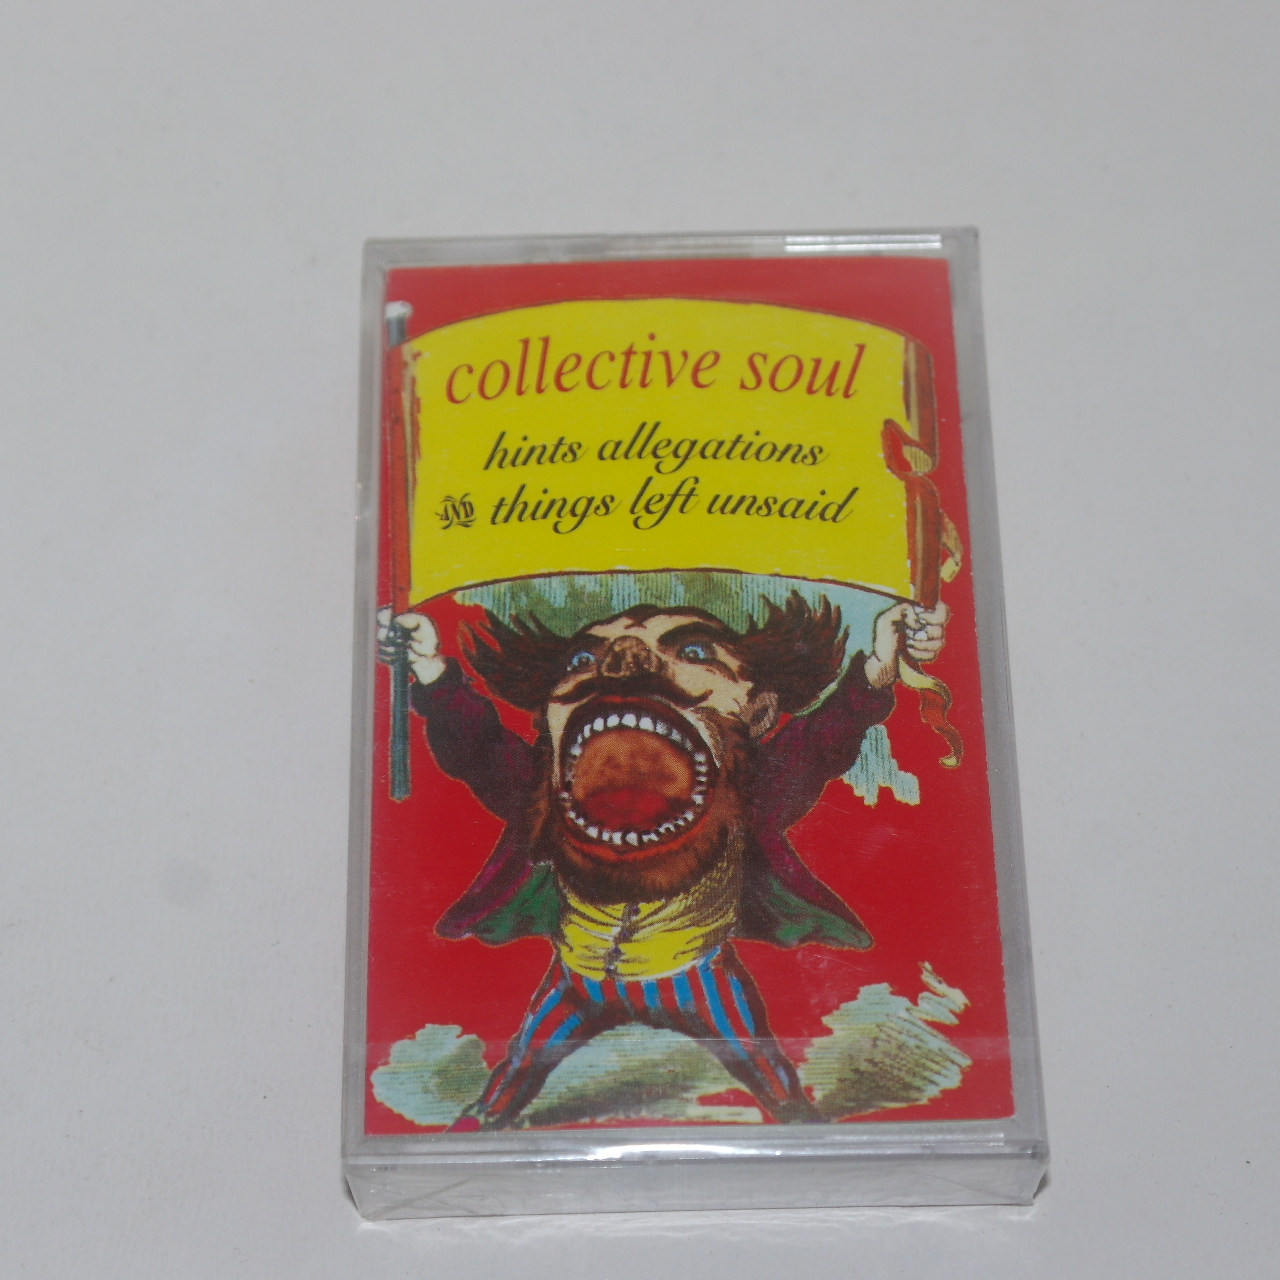 collective soul
hints allegations
AND things left unsaid